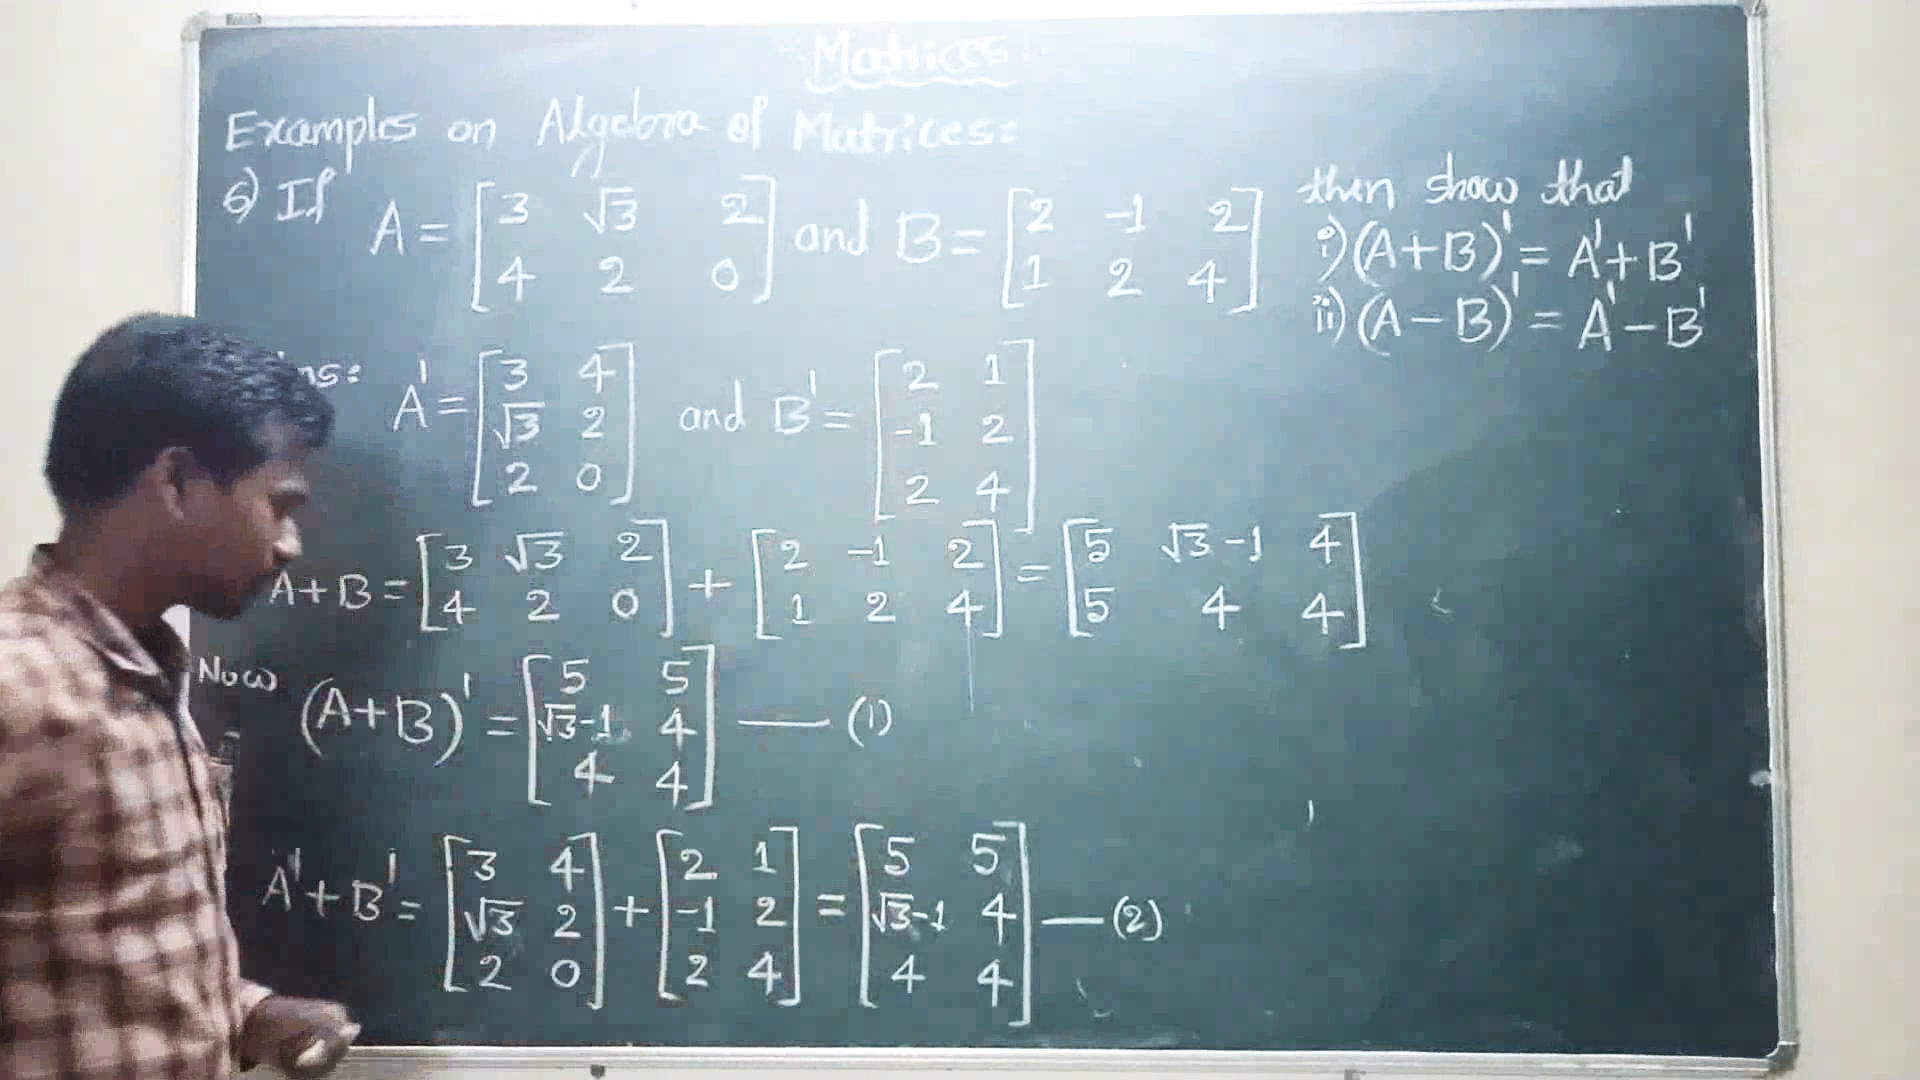 Matrices:
Examples on Algebra of Matrices:
6) If A = [3 √3 2; 4 2 0] and B = [2 -1 2; 1 2 4] then show that
i) (A+B)' = A'+B'
ii) (A-B)' = A'-B'
ns: A' = [3 4; √3 2; 2 0] and B' = [2 1; -1 2; 2 4]
A+B = [3 √3 2; 4 2 0] + [2 -1 2; 1 2 4] = [5 √3-1 4; 5 4 4]
Now (A+B)' = [5 5; √3-1 4; 4 4] — (1)
A'+B' = [3 4; √3 2; 2 0] + [2 1; -1 2; 2 4] = [5 5; √3-1 4; 4 4] — (2)